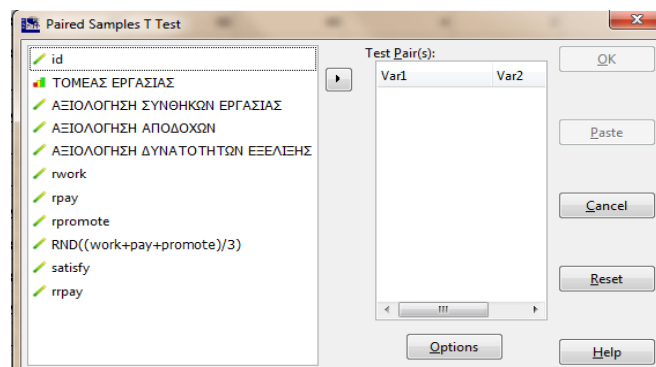 Paired Samples T Test
id
ΤΟΜΕΑΣ ΕΡΓΑΣΙΑΣ
ΑΞΙΟΛΟΓΗΣΗ ΣΥΝΘΗΚΩΝ ΕΡΓΑΣΙΑΣ
ΑΞΙΟΛΟΓΗΣΗ ΑΠΟΔΟΧΩΝ
ΑΞΙΟΛΟΓΗΣΗ ΔΥΝΑΤΟΤΗΤΩΝ ΕΞΕΛΙΞΗΣ
rwork
rpay
rpromote
RND((work+pay+promote)/3)
satisfy
rrpay
Test Pair(s):
Var1 Var2
Options
OK
Paste
Cancel
Reset
Help